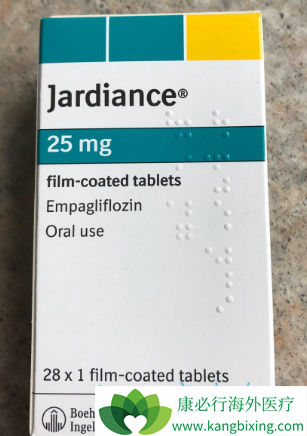 Jardiance®
25 mg
film-coated tablets
Empagliflozin
Oral use
28 x 1 film-coated tablets
Boeh
Ingel
康必行海外医疗
www.kangbixing.com